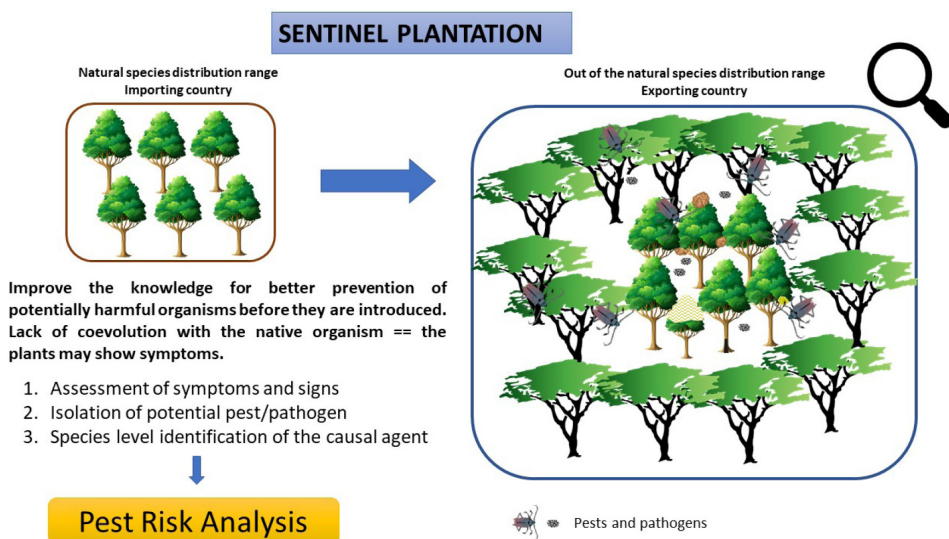 SENTINEL PLANTATION
Natural species distribution range
Importing country
Out of the natural species distribution range
Exporting country
Improve the knowledge for better prevention of
potentially harmful organisms before they are introduced.
Lack of coevolution with the native organism == the
plants may show symptoms.
1. Assessment of symptoms and signs
2. Isolation of potential pest/pathogen
3. Species level identification of the causal agent
Pest Risk Analysis
Pests and pathogens